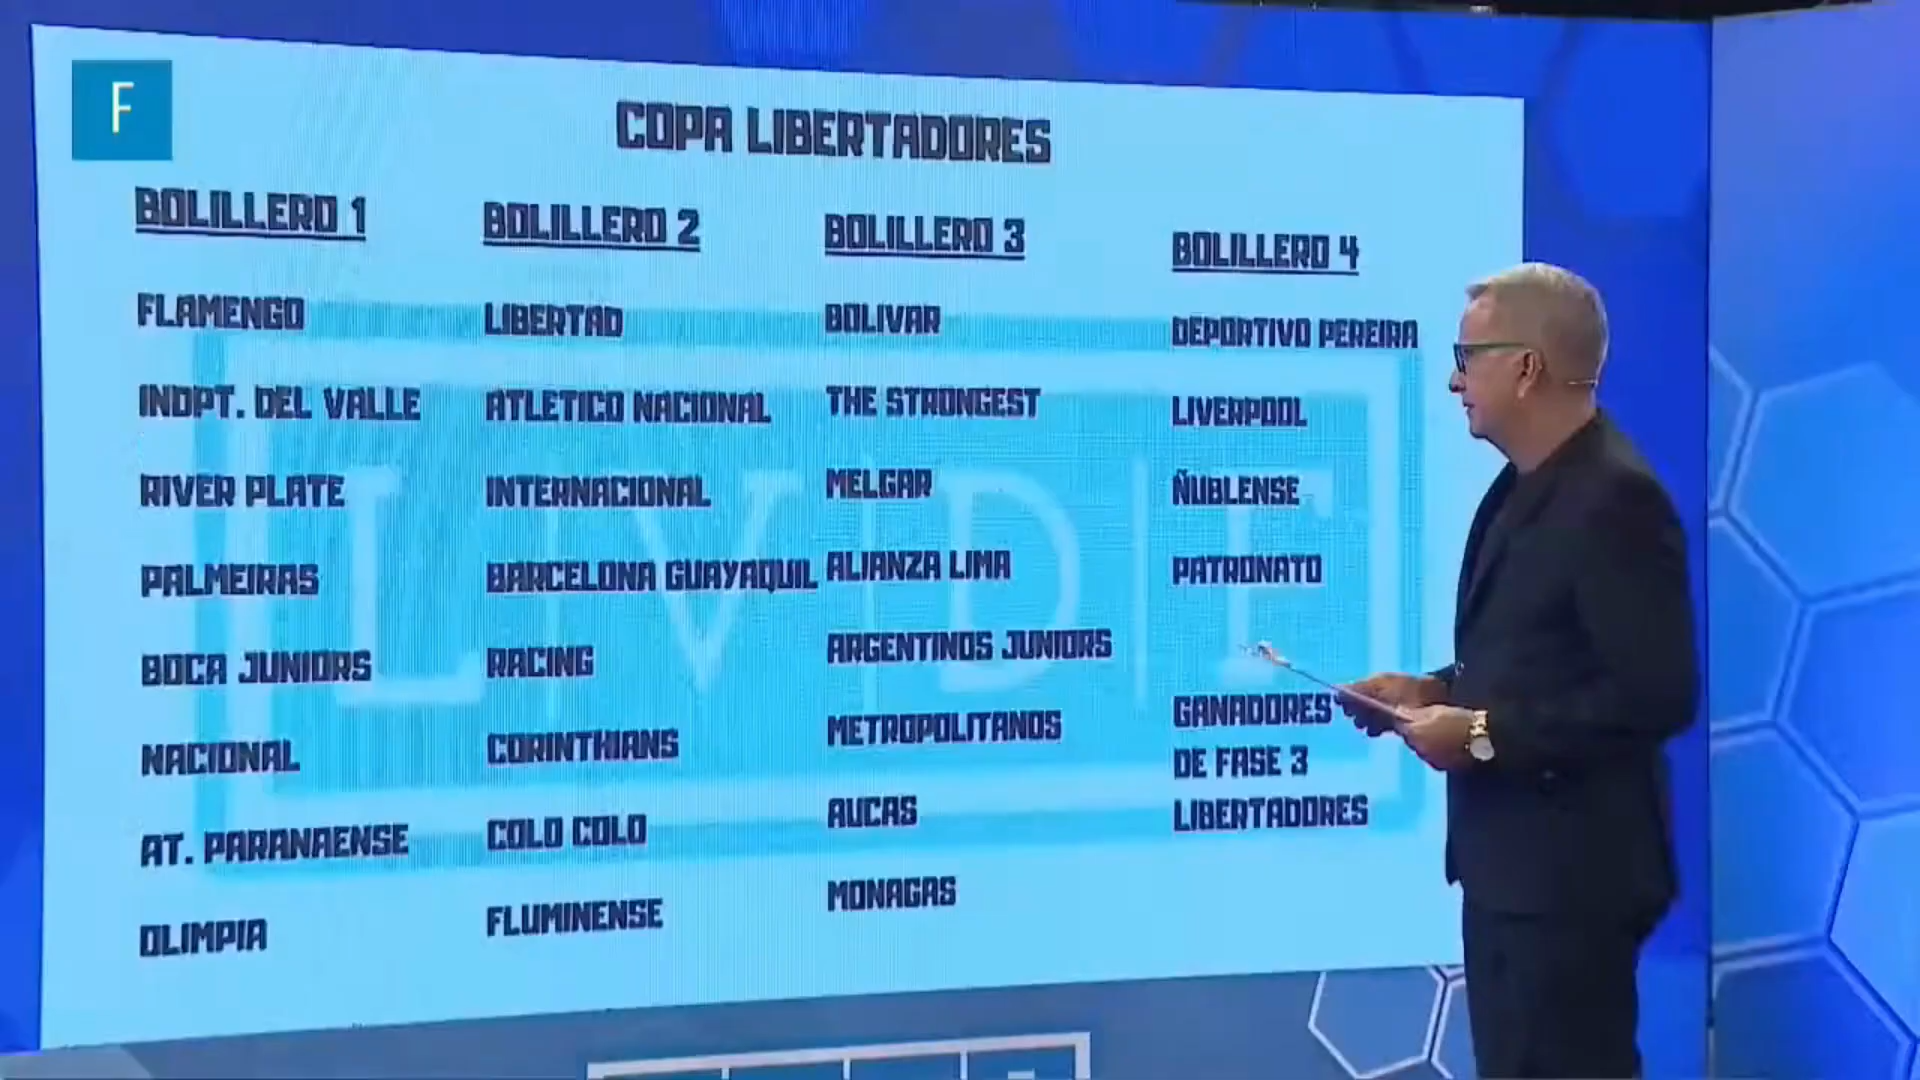 F
COPA LIBERTADORES
BOLILLERO 1
FLAMENGO
INDPT. DEL VALLE
RIVER PLATE
PALMEIRAS
BOCA JUNIORS
NACIONAL
AT. PARANAENSE
OLIMPIA
BOLILLERO 2
LIBERTAD
ATLETICO NACIONAL
INTERNACIONAL
BARCELONA GUAYAQUIL
RACING
CORINTHIANS
COLO COLO
FLUMINENSE
BOLILLERO 3
BOLIVAR
THE STRONGEST
MELGAR
ALIANZA LIMA
ARGENTINOS JUNIORS
METROPOLITANOS
AUCAS
MONAGAS
BOLILLERO 4
DEPORTIVO PEREIRA
LIVERPOOL
ÑUBLENSE
PATRONATO
GANADORES
DE FASE 3
LIBERTADORES
L V D F